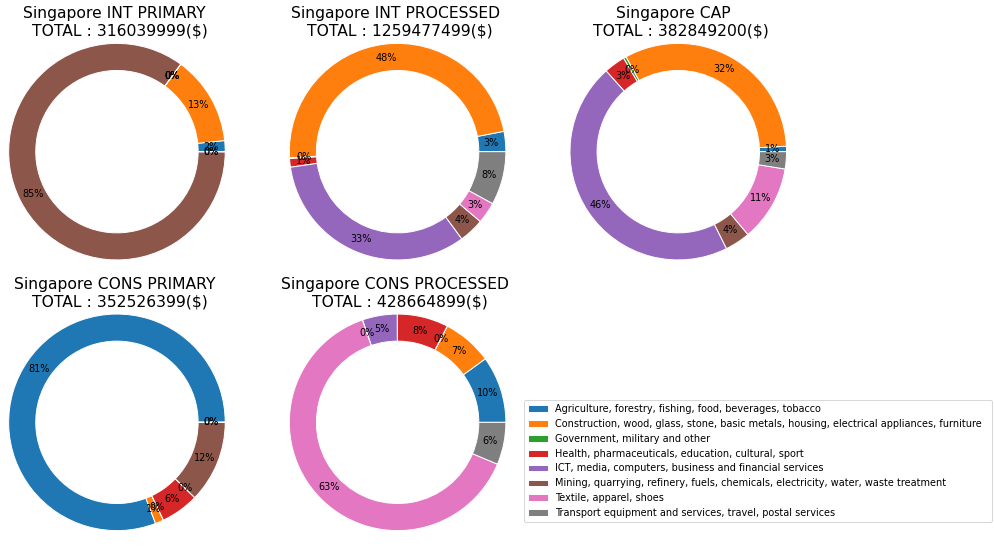 Singapore INT PRIMARY
TOTAL : 316039999($)
2%
13%
0%
0%
85%
0%
Singapore INT PROCESSED
TOTAL : 1259477499($)
3%
48%
0%
1%
33%
4%
3%
8%
Singapore CAP
TOTAL : 382849200($)
1%
32%
0%
3%
46%
4%
11%
3%
Singapore CONS PRIMARY
TOTAL : 352526399($)
81%
1%
0%
6%
0%
12%
0%
Singapore CONS PROCESSED
TOTAL : 428664899($)
10%
7%
0%
8%
5%
0%
63%
6%
Agriculture, forestry, fishing, food, beverages, tobacco
Construction, wood, glass, stone, basic metals, housing, electrical appliances, furniture
Government, military and other
Health, pharmaceuticals, education, cultural, sport
ICT, media, computers, business and financial services
Mining, quarrying, refinery, fuels, chemicals, electricity, water, waste treatment
Textile, apparel, shoes
Transport equipment and services, travel, postal services